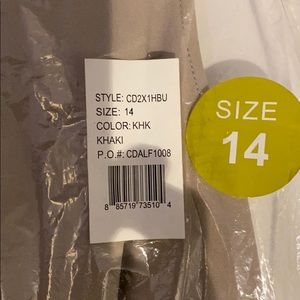 STYLE: CD2X1HBU
SIZE: 14
COLOR: KHK
KHAKI
P.O.#: CDALF1008
8 85719 73510 4
SIZE
14